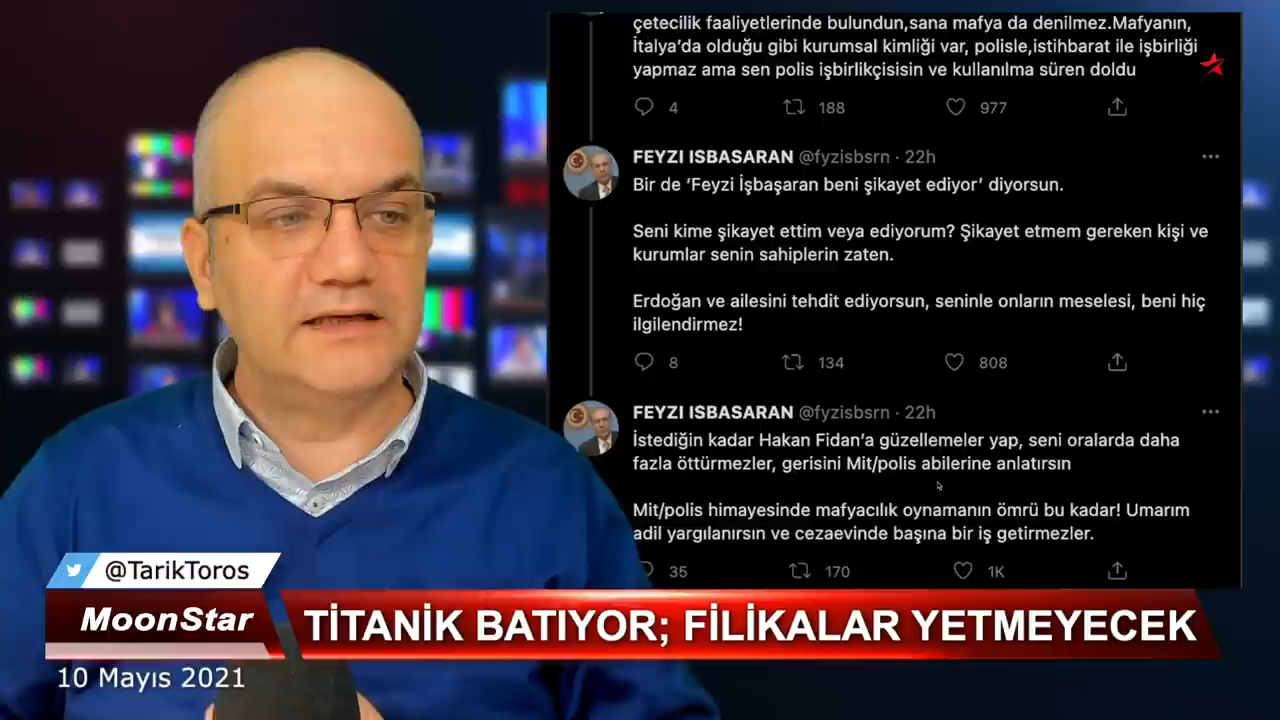 çetecilik faaliyetlerinde bulundun,sana mafya da denilmez.Mafyanın,
İtalya'da olduğu gibi kurumsal kimliği var, polisle,istihbarat ile işbirliği
yapmaz ama sen polis işbirlikçisisin ve kullanılma süren doldu
4 188 977
FEYZI ISBASARAN @fyzisbsrn · 22h
Bir de ‘Feyzi İşbaşaran beni şikayet ediyor’ diyorsun.
Seni kime şikayet ettim veya ediyorum? Şikayet etmem gereken kişi ve
kurumlar senin sahiplerin zaten.
Erdoğan ve ailesini tehdit ediyorsun, seninle onların meselesi, beni hiç
ilgilendirmez!
8 134 808
FEYZI ISBASARAN @fyzisbsrn · 22h
İstediğin kadar Hakan Fidan'a güzellemeler yap, seni oralarda daha
fazla öttürmezler, gerisini Mit/polis abilerine anlatırsın
Mit/polis himayesinde mafyacılık oynamanın ömrü bu kadar! Umarım
adil yargılanırsın ve cezaevinde başına bir iş getirmezler.
35 170 1K
@TarikToros
MoonStar
TİTANİK BATIYOR; FİLİKALAR YETMEYECEK
10 Mayıs 2021